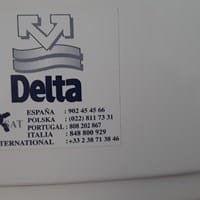 Delta
SAT
ESPAÑA : 902 45 45 66
POLSKA : (022) 811 73 31
PORTUGAL : 808 202 867
ITALIA : 848 800 929
INTERNATIONAL : +33 2 38 71 38 46